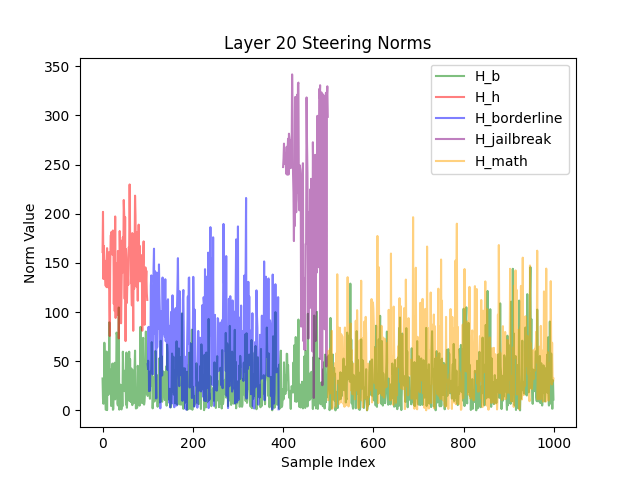 Layer 20 Steering Norms
350
300
250
200
150
100
50
0
Norm Value
H_b
H_h
H_borderline
H_jailbreak
H_math
0
200
400
600
800
1000
Sample Index